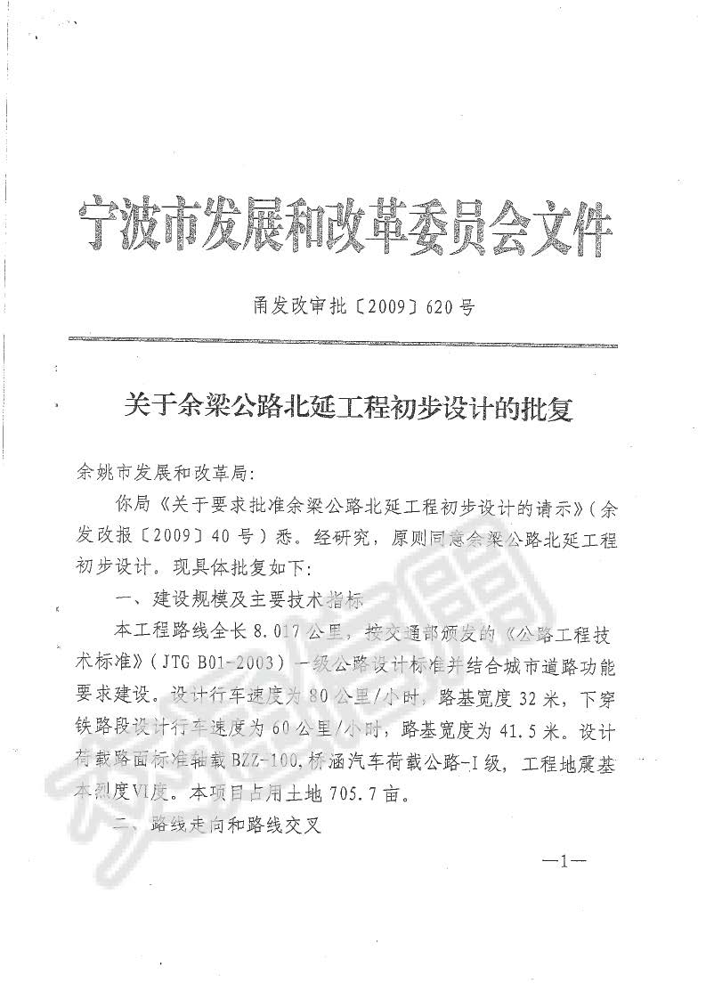 宁波市发展和改革委员会文件
甬发改审批〔2009〕620号
关于余梁公路北延工程初步设计的批复
余姚市发展和改革局：
你局《关于要求批准余梁公路北延工程初步设计的请示》（余
发改报〔2009〕40号）悉。经研究，原则同意余梁公路北延工程
初步设计。现具体批复如下：
一、建设规模及主要技术指标
本工程路线全长8.017公里，按交通部颁发的《公路工程技
术标准》（JTG B01-2003）一级公路设计标准并结合城市道路功能
要求建设。设计行车速度为80公里/小时，路基宽度32米，下穿
铁路段设计行车速度为60公里/小时，路基宽度为41.5米。设计
荷载路面标准轴载BZZ-100,桥涵汽车荷载公路-I级，工程地震基
本烈度Ⅵ度。本项目占用土地705.7亩。
二、路线走向和路线交叉
—1—